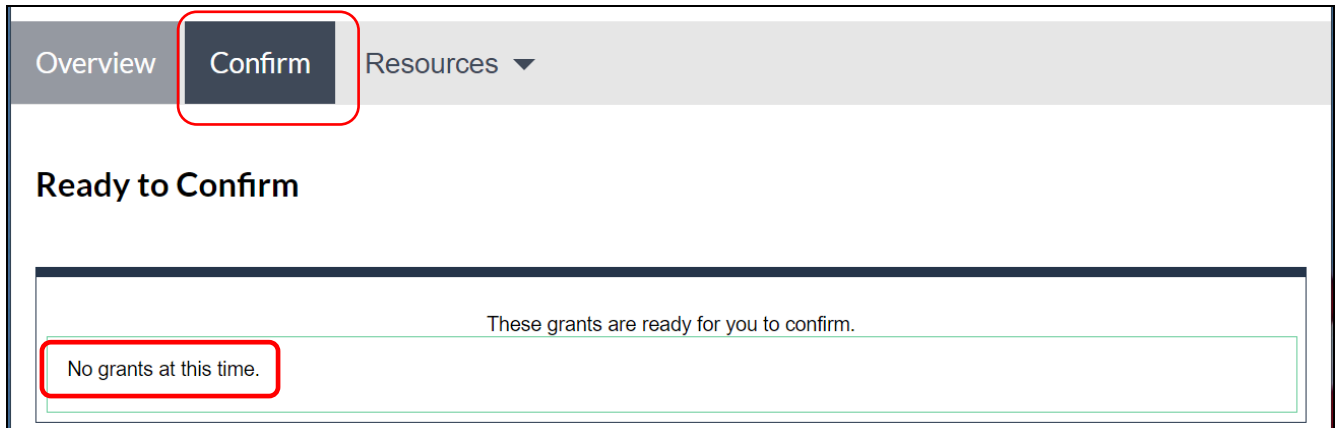 Overview Confirm Resources
Ready to Confirm
These grants are ready for you to confirm.
No grants at this time.